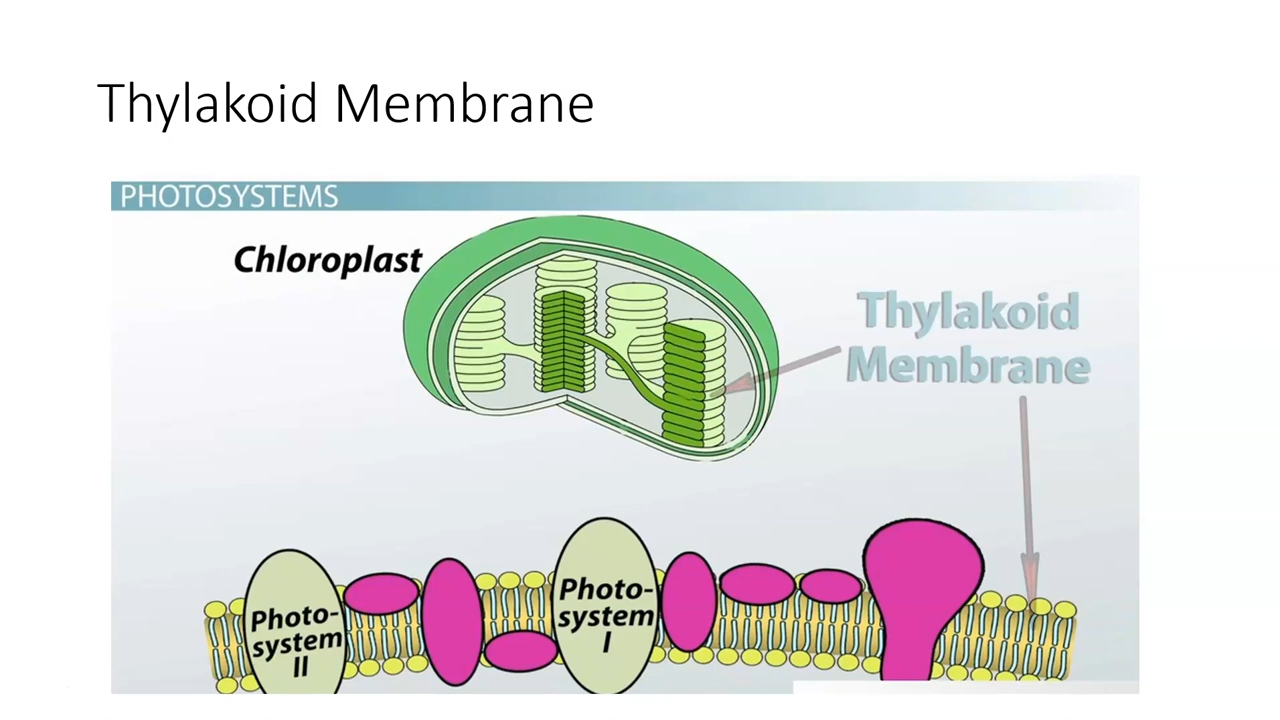 Thylakoid Membrane
PHOTOSYSTEMS
Chloroplast
Thylakoid
Membrane
Photo-
system
II
Photo-
system
I